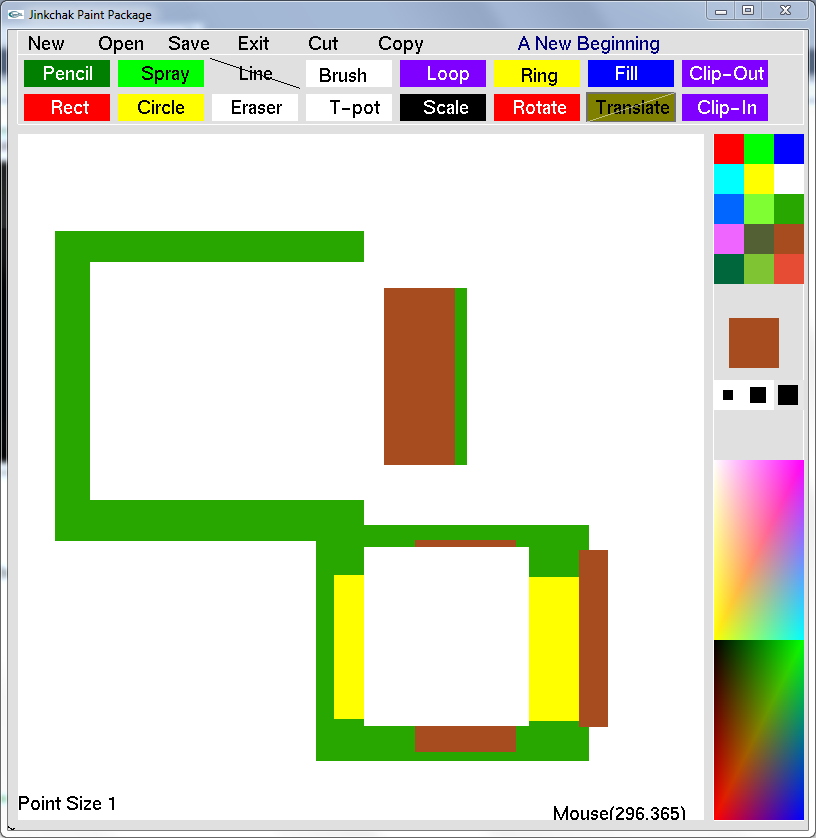 Jinkchak Paint Package
New Open Save Exit Cut Copy A New Beginning
Pencil Spray Line Brush Loop Ring Fill Clip-Out
Rect Circle Eraser T-pot Scale Rotate Translate Clip-In
Point Size 1
Mouse(296,365)